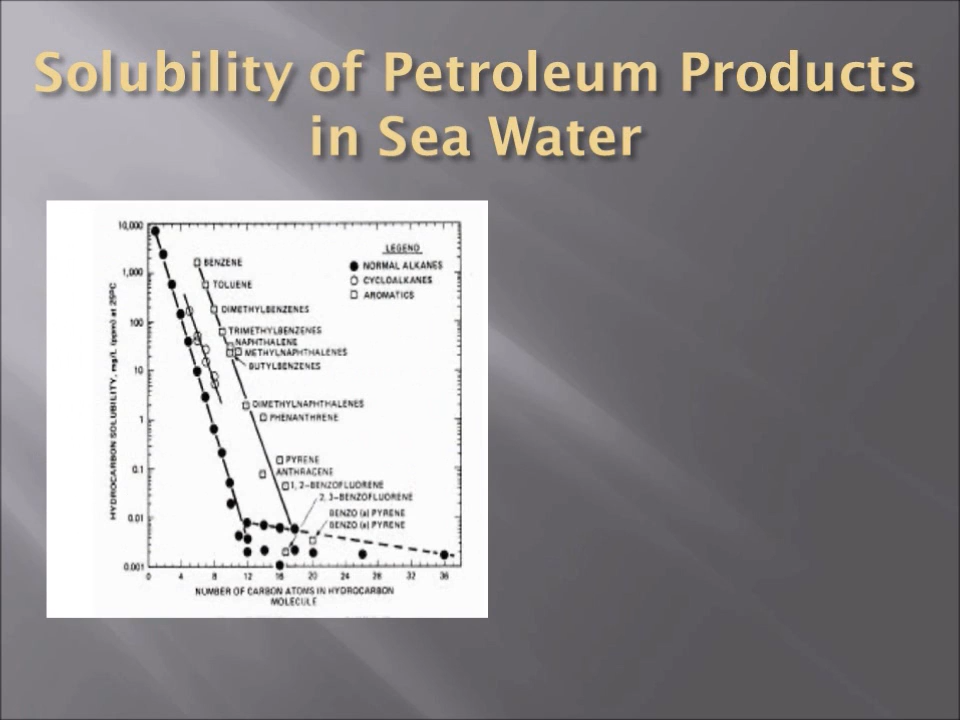 Solubility of Petroleum Products
in Sea Water
10,000
1,000
100
10
1
0.1
0.01
0.001
HYDROCARBON SOLUBILITY, mg/L (ppm) at 25°C
LEGEND
NORMAL ALKANES
CYCLOALKANES
AROMATICS
BENZENE
TOLUENE
DIMETHYLBENZENES
TRIMETHYLBENZENES
NAPHTHALENE
METHYLNAPHTHALENES
BUTYLBENZENES
DIMETHYLNAPHTHALENES
PHENANTHRENE
PYRENE
ANTHRACENE
1, 2-BENZOFLUORENE
2, 3-BENZOFLUORENE
BENZO (a) PYRENE
BENZO (a) PYRENE
0 4 8 12 16 20 24 28 32 36
NUMBER OF CARBON ATOMS IN HYDROCARBON
MOLECULE